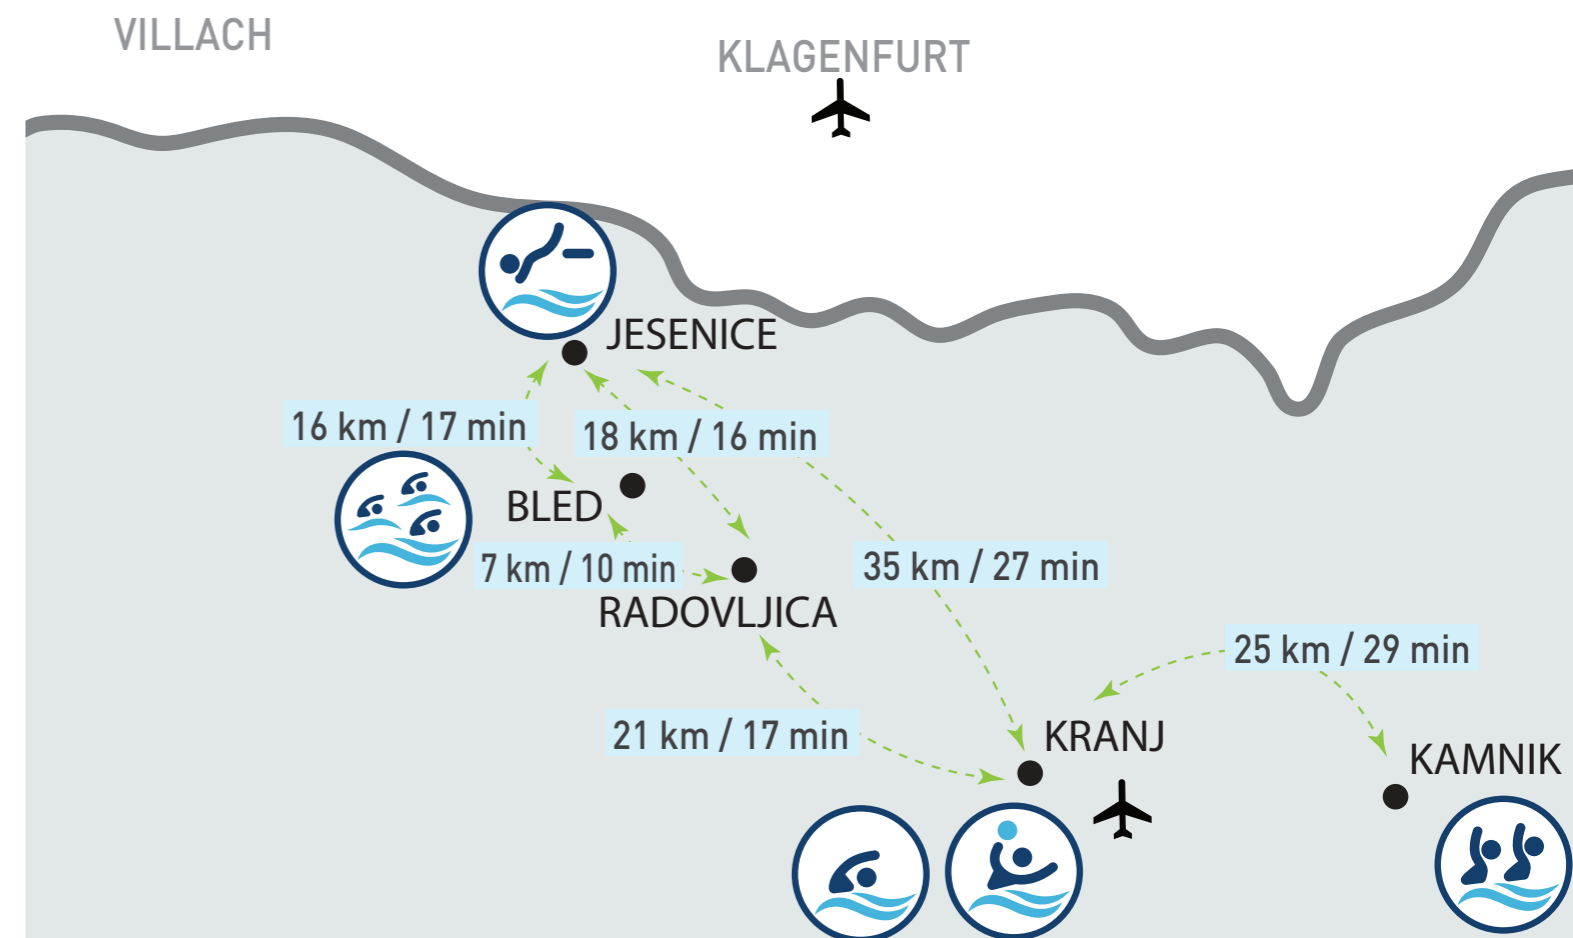 VILLACH
KLAGENFURT
JESENICE
16 km / 17 min
18 km / 16 min
BLED
7 km / 10 min
35 km / 27 min
RADOVLJICA
25 km / 29 min
21 km / 17 min
KRANJ
KAMNIK